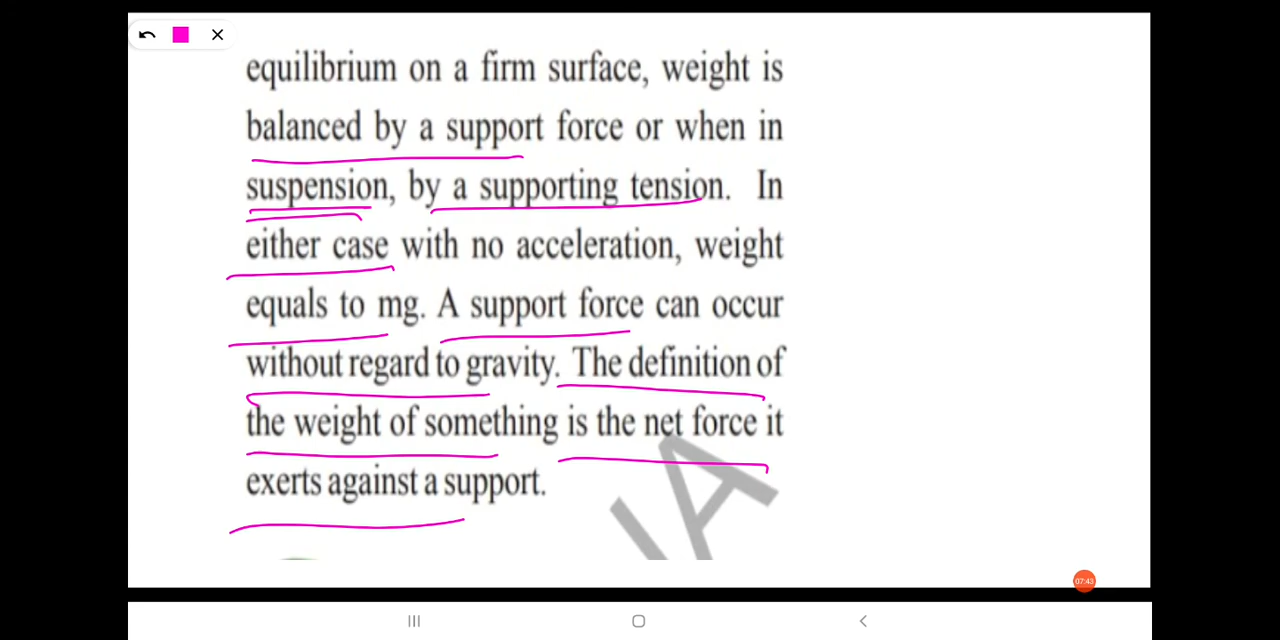 equilibrium on a firm surface, weight is
balanced by a support force or when in
suspension, by a supporting tension. In
either case with no acceleration, weight
equals to mg. A support force can occur
without regard to gravity. The definition of
the weight of something is the net force it
exerts against a support.
07:43